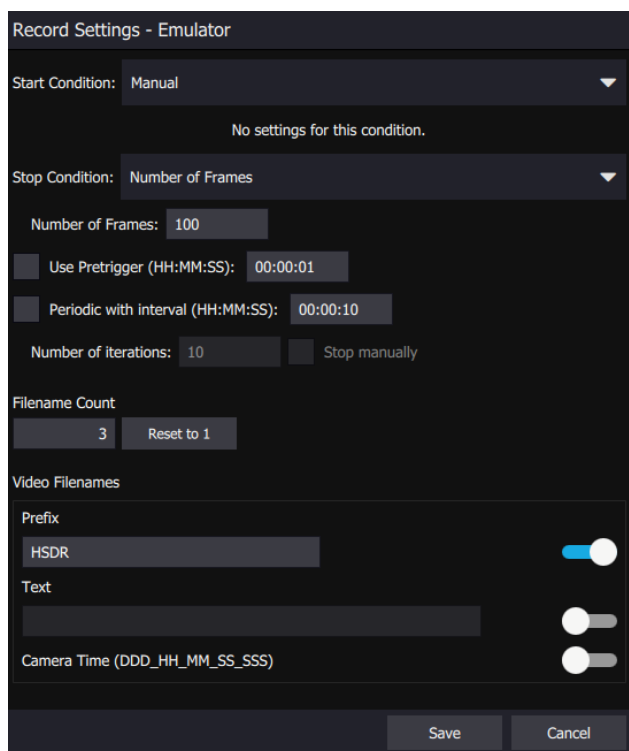 Record Settings - Emulator
Start Condition: Manual
No settings for this condition.
Stop Condition: Number of Frames
Number of Frames: 100
Use Pretrigger (HH:MM:SS): 00:00:01
Periodic with interval (HH:MM:SS): 00:00:10
Number of iterations: 10 Stop manually
Filename Count
3 Reset to 1
Video Filenames
Prefix
HSDR
Text
Camera Time (DDD_HH_MM_SS_SSS)
Save Cancel